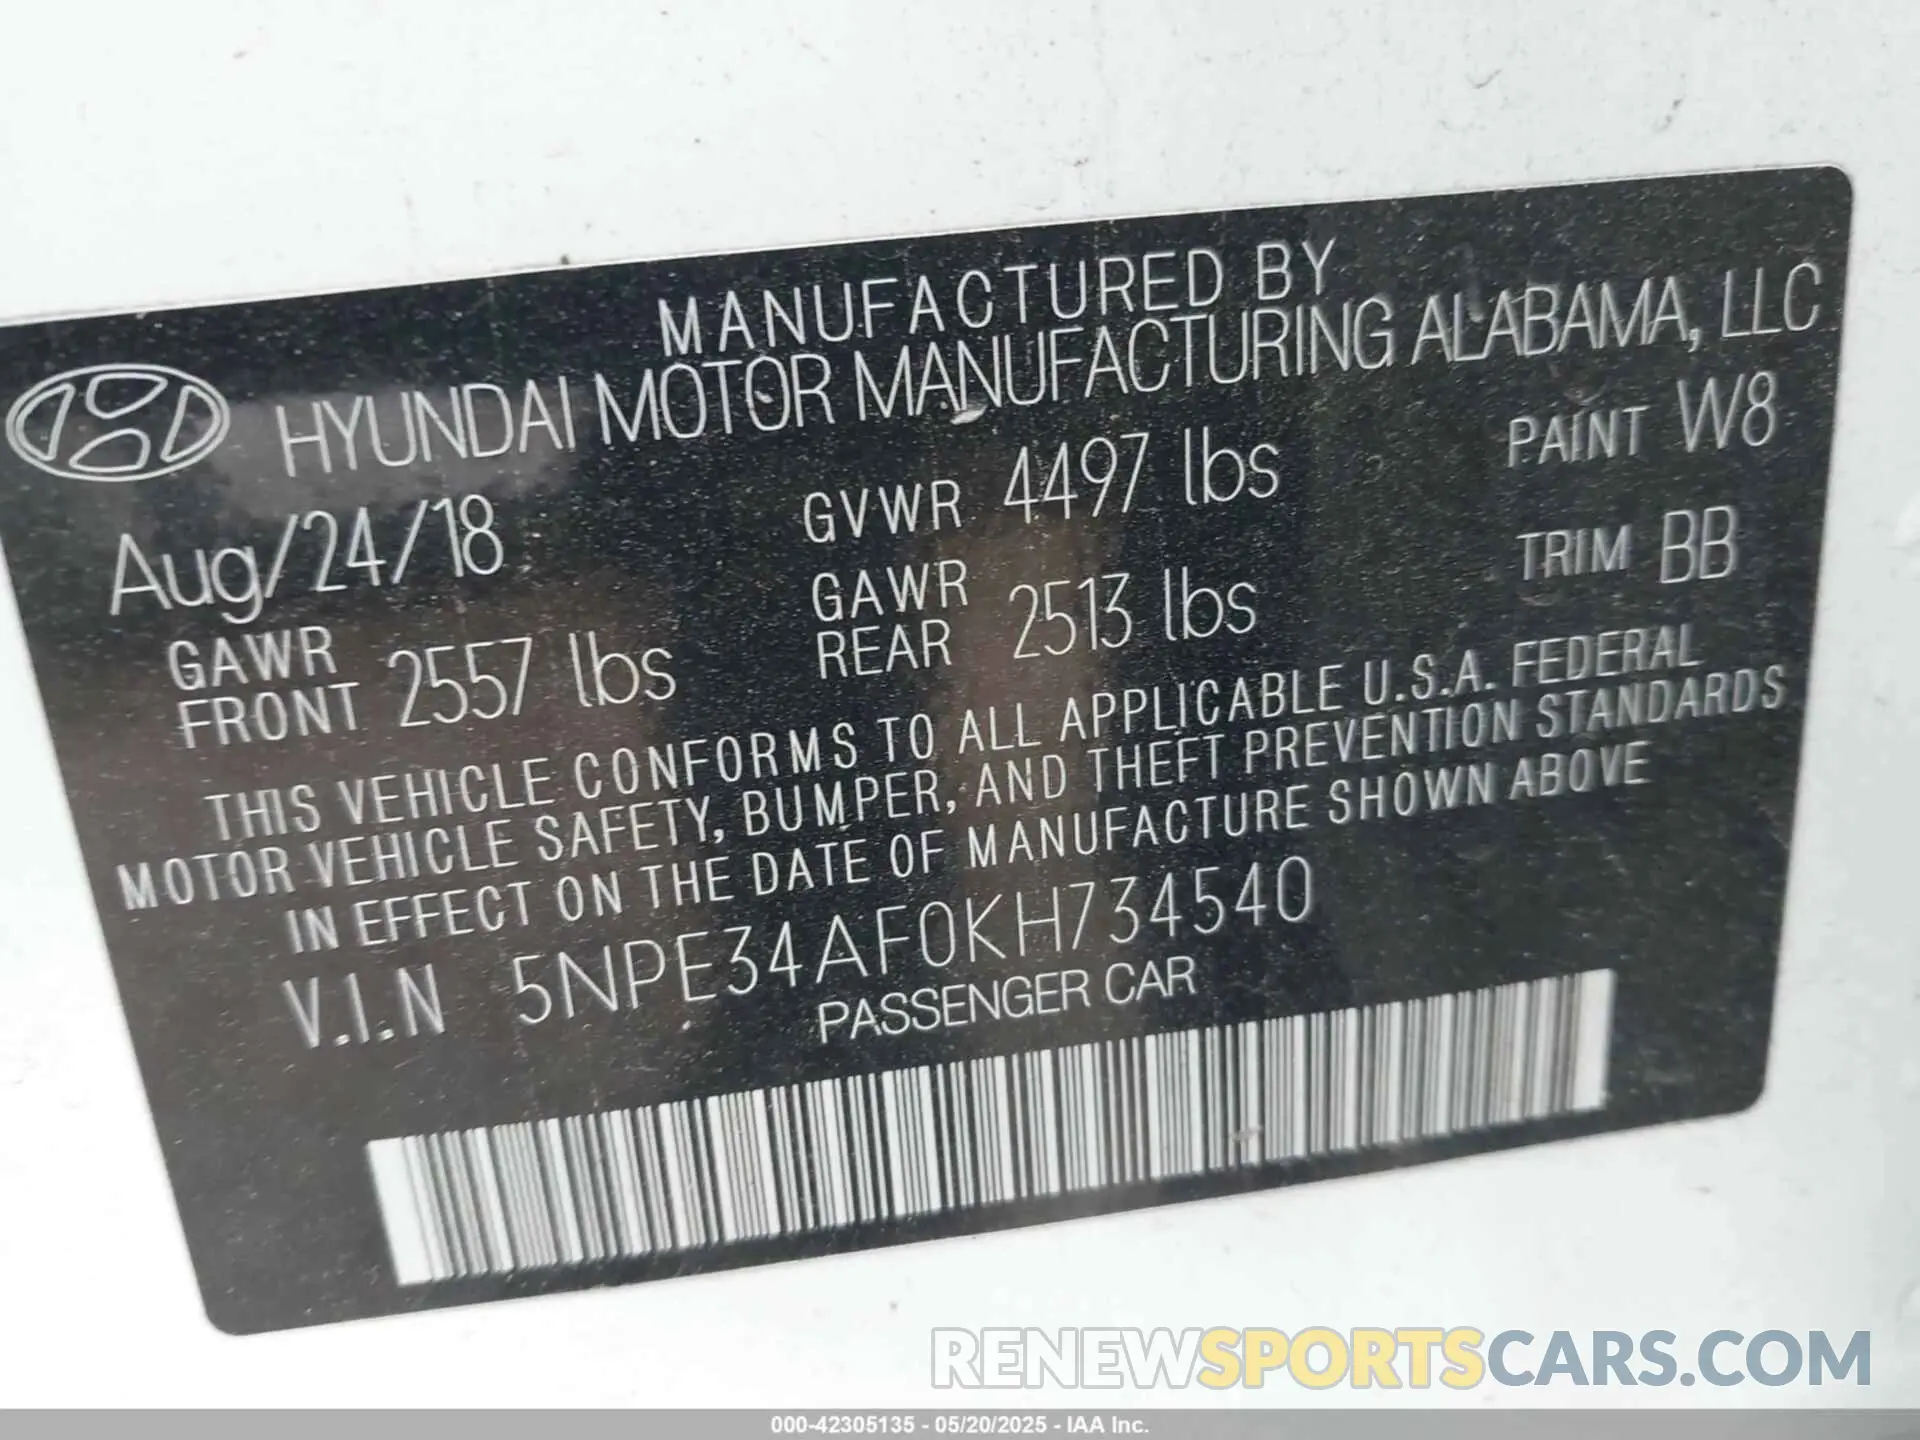 MANUFACTURED BY
HYUNDAI MOTOR MANUFACTURING ALABAMA, LLC
Aug/24/18 GVWR 4497 lbs PAINT W8
GAWR FRONT 2557 lbs GAWR REAR 2513 lbs TRIM BB
THIS VEHICLE CONFORMS TO ALL APPLICABLE U.S.A. FEDERAL
MOTOR VEHICLE SAFETY, BUMPER, AND THEFT PREVENTION STANDARDS
IN EFFECT ON THE DATE OF MANUFACTURE SHOWN ABOVE
V.I.N 5NPE34AF0KH734540
PASSENGER CAR
RENEWSPORTSCARS.COM
000-42305135 - 05/20/2025 - IAA Inc.